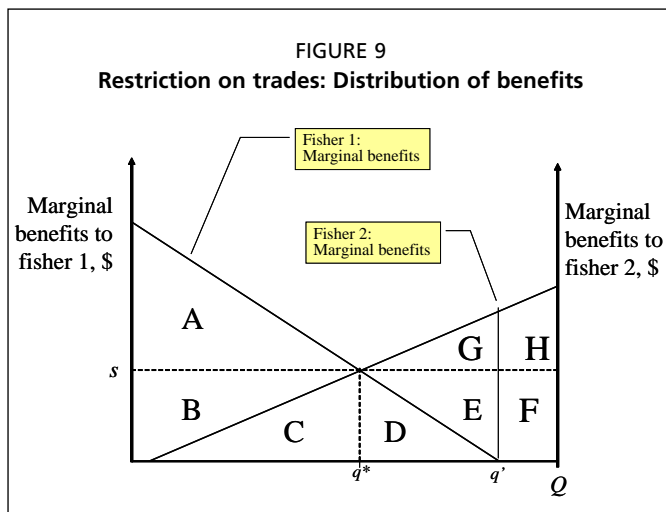 FIGURE 9
Restriction on trades: Distribution of benefits
Fisher 1:
Marginal benefits
Marginal
benefits to
fisher 1, $
Fisher 2:
Marginal benefits
Marginal
benefits to
fisher 2, $
A
G
H
s
B
C
D
E
F
q*
q'
Q